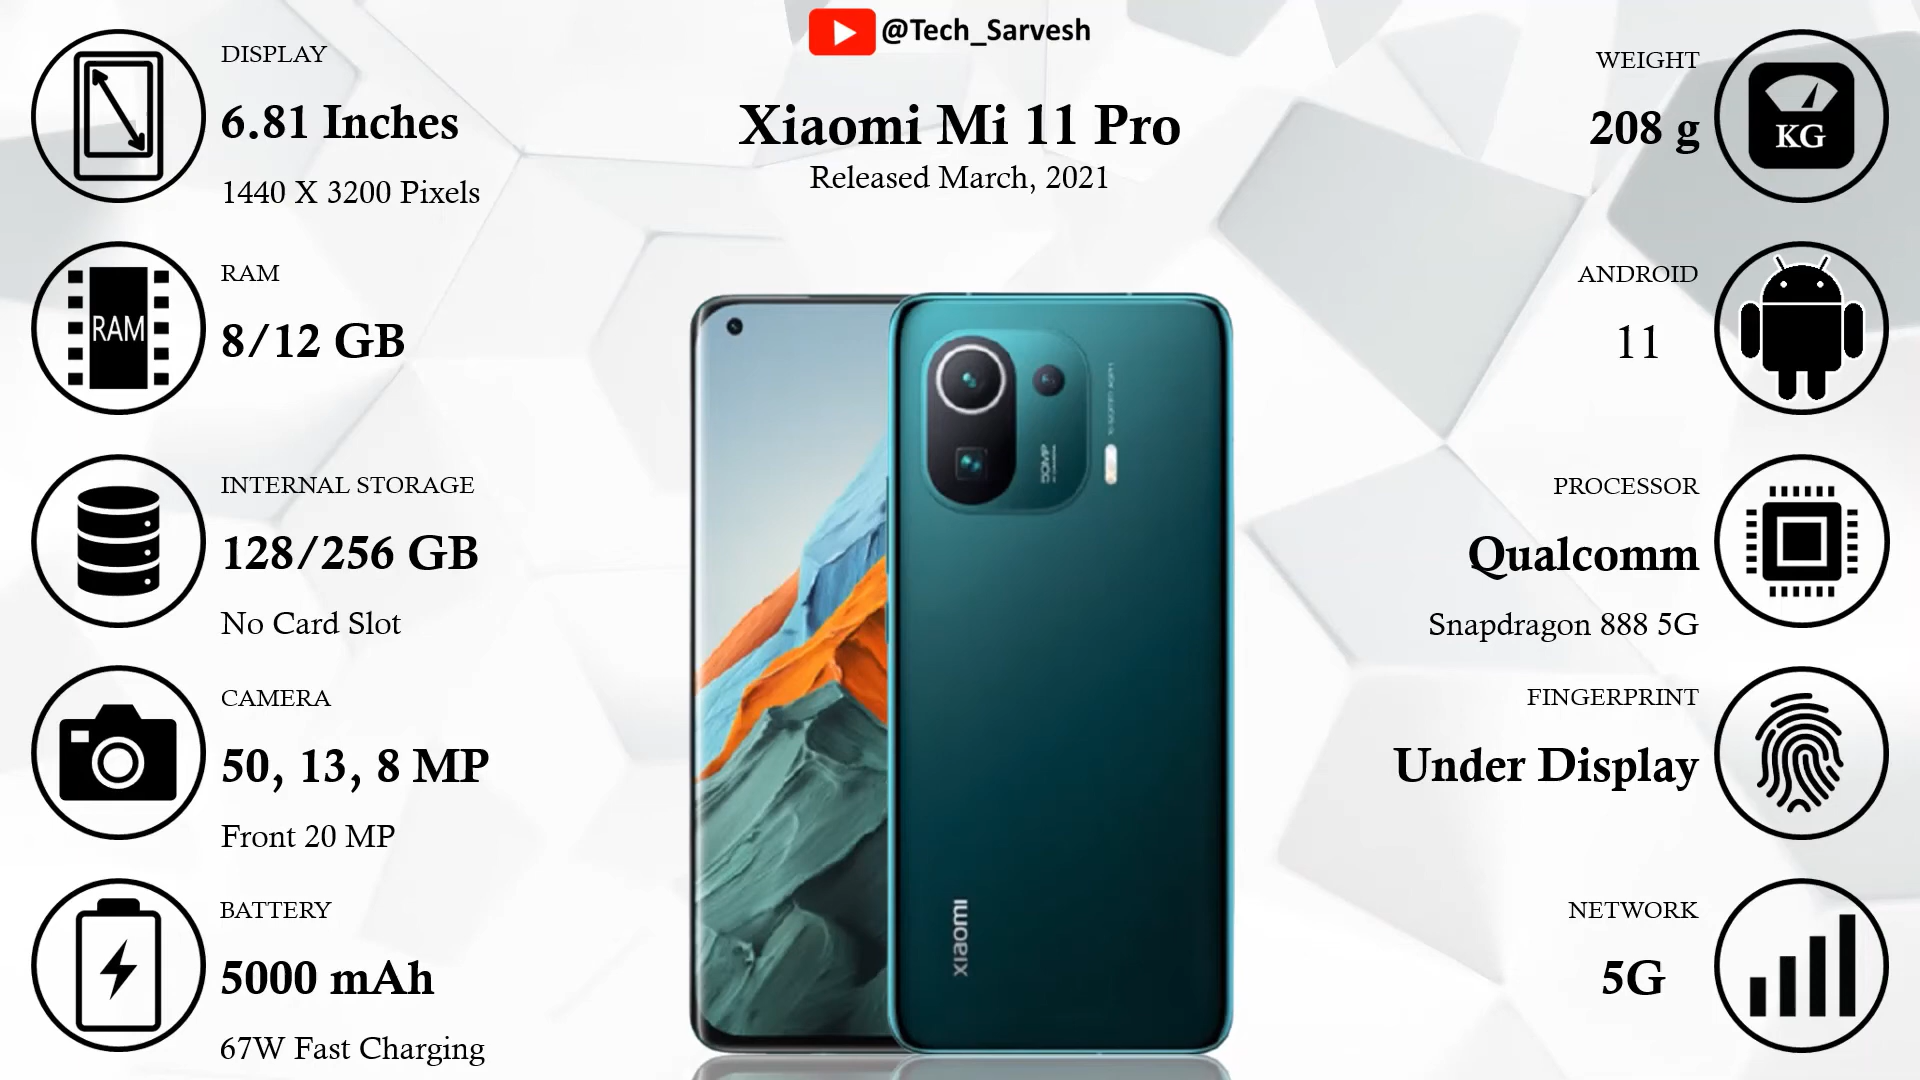 @Tech_Sarvesh
Xiaomi Mi 11 Pro
Released March, 2021
DISPLAY
6.81 Inches
1440 X 3200 Pixels
RAM
RAM
8/12 GB
INTERNAL STORAGE
128/256 GB
No Card Slot
CAMERA
50, 13, 8 MP
Front 20 MP
BATTERY
5000 mAh
67W Fast Charging
50MP
xiaomi
WEIGHT
208 g
KG
ANDROID
11
PROCESSOR
Qualcomm
Snapdragon 888 5G
FINGERPRINT
Under Display
NETWORK
5G